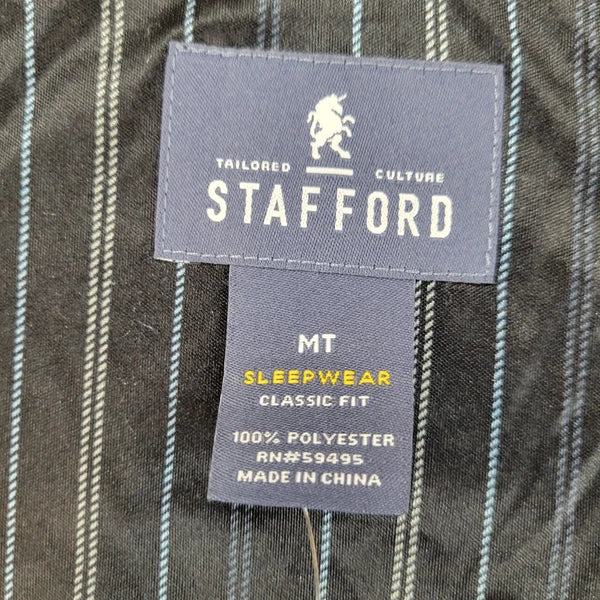 TAILORED CULTURE
STAFFORD
MT
SLEEPWEAR
CLASSIC FIT
100% POLYESTER
RN#59495
MADE IN CHINA